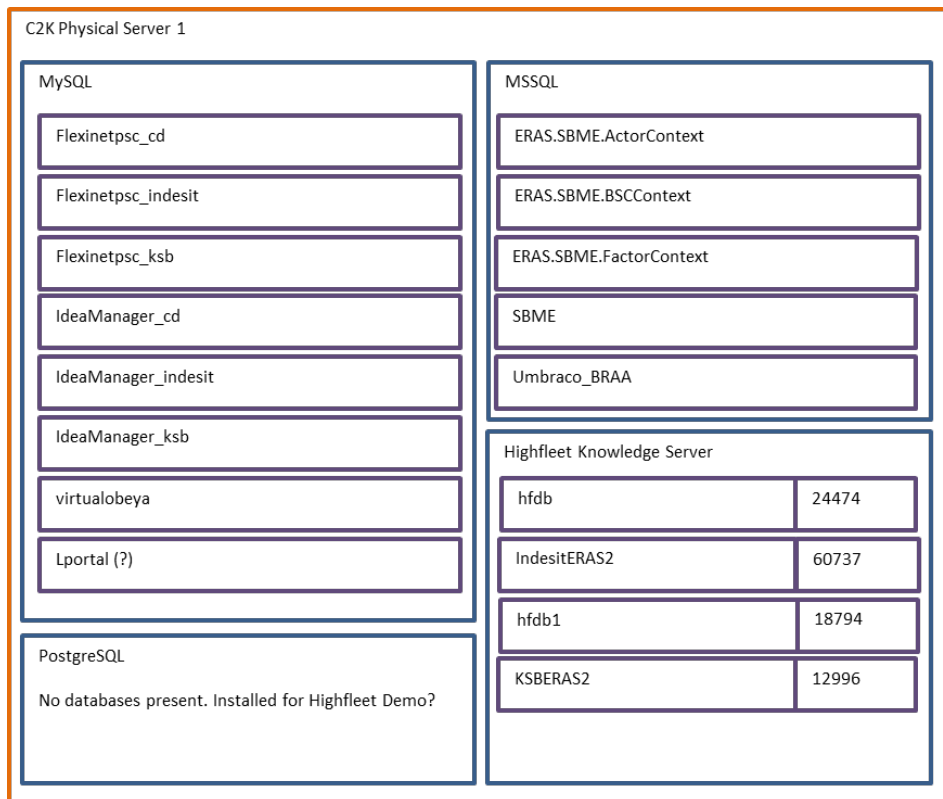 C2K Physical Server 1
MySQL
Flexinetpsc_cd
Flexinetpsc_indesit
Flexinetpsc_ksb
IdeaManager_cd
IdeaManager_indesit
IdeaManager_ksb
virtualobeya
Lportal (?)
PostgreSQL
No databases present. Installed for Highfleet Demo?
MSSQL
ERAS.SBME.ActorContext
ERAS.SBME.BSCContext
ERAS.SBME.FactorContext
SBME
Umbraco_BRAA
Highfleet Knowledge Server
hfdb 24474
IndesitERAS2 60737
hfdb1 18794
KSBERAS2 12996